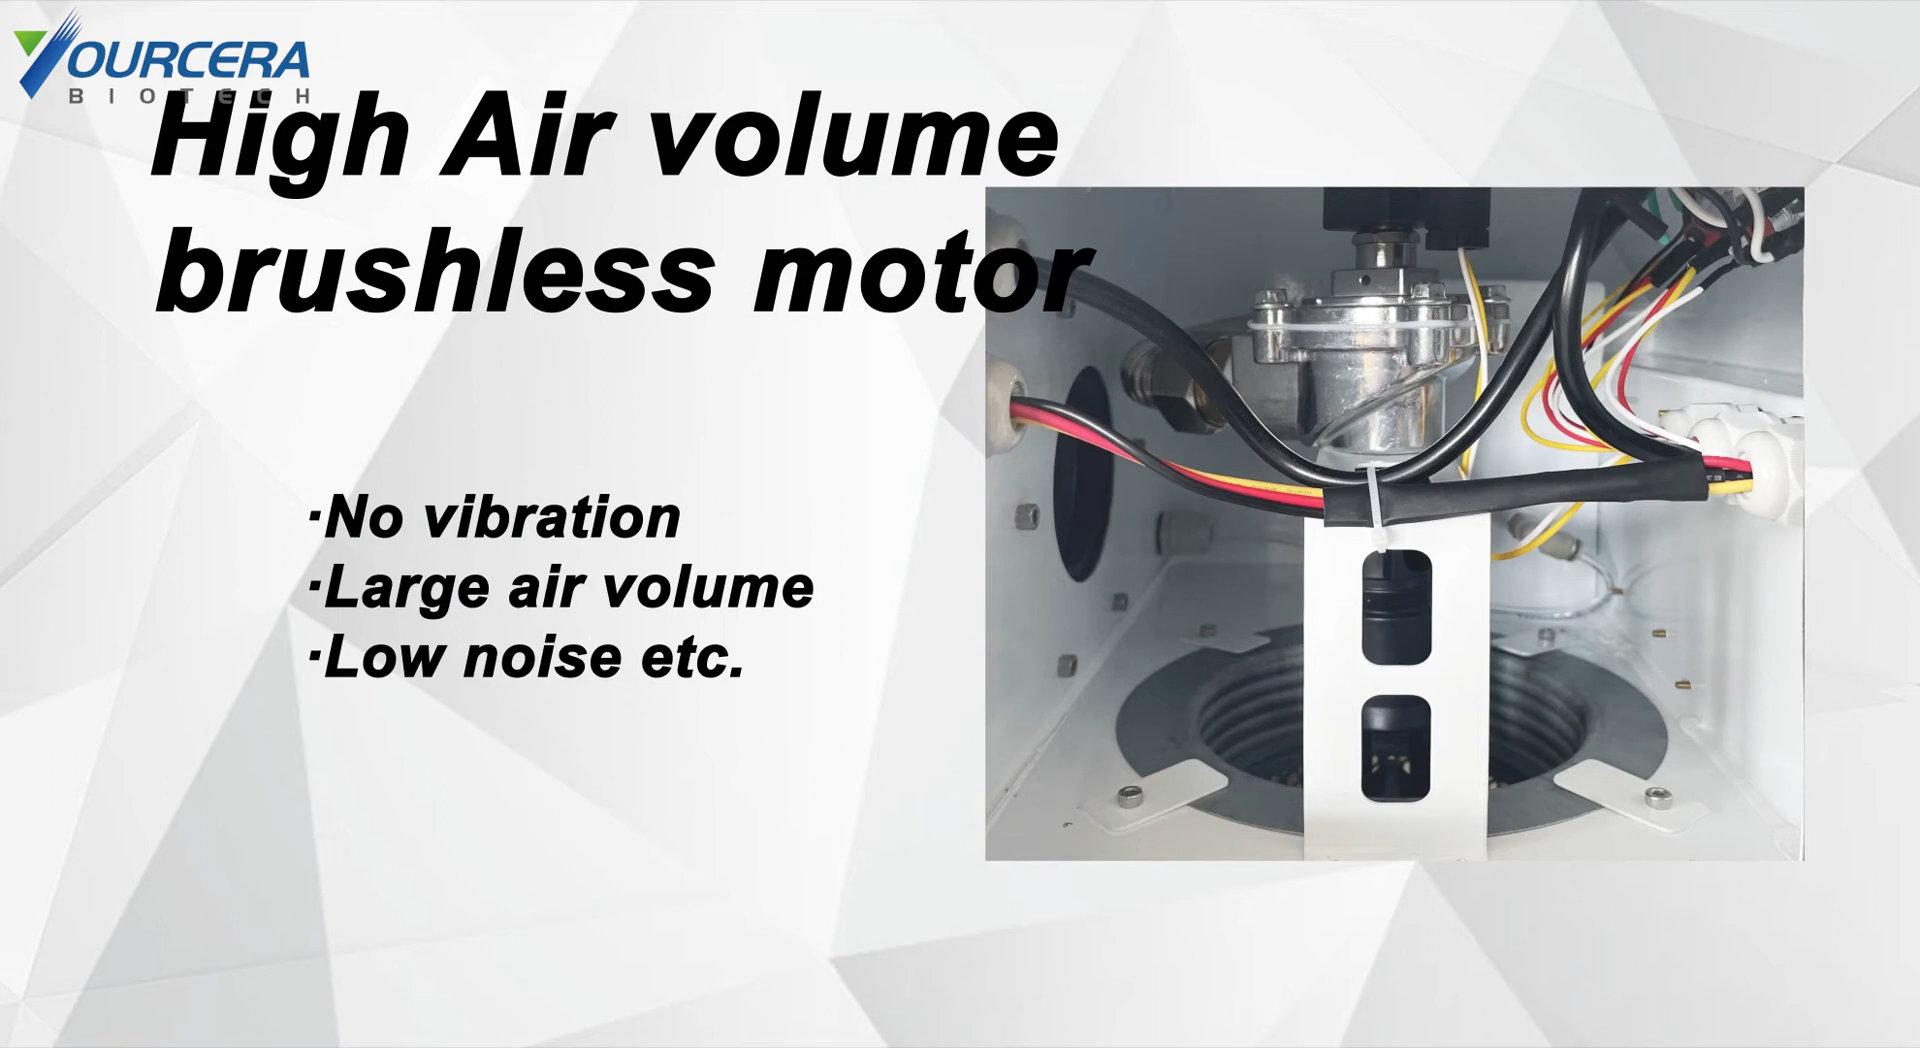 YOURCERA
BIOTECH
High Air volume
brushless motor
·No vibration
·Large air volume
·Low noise etc.